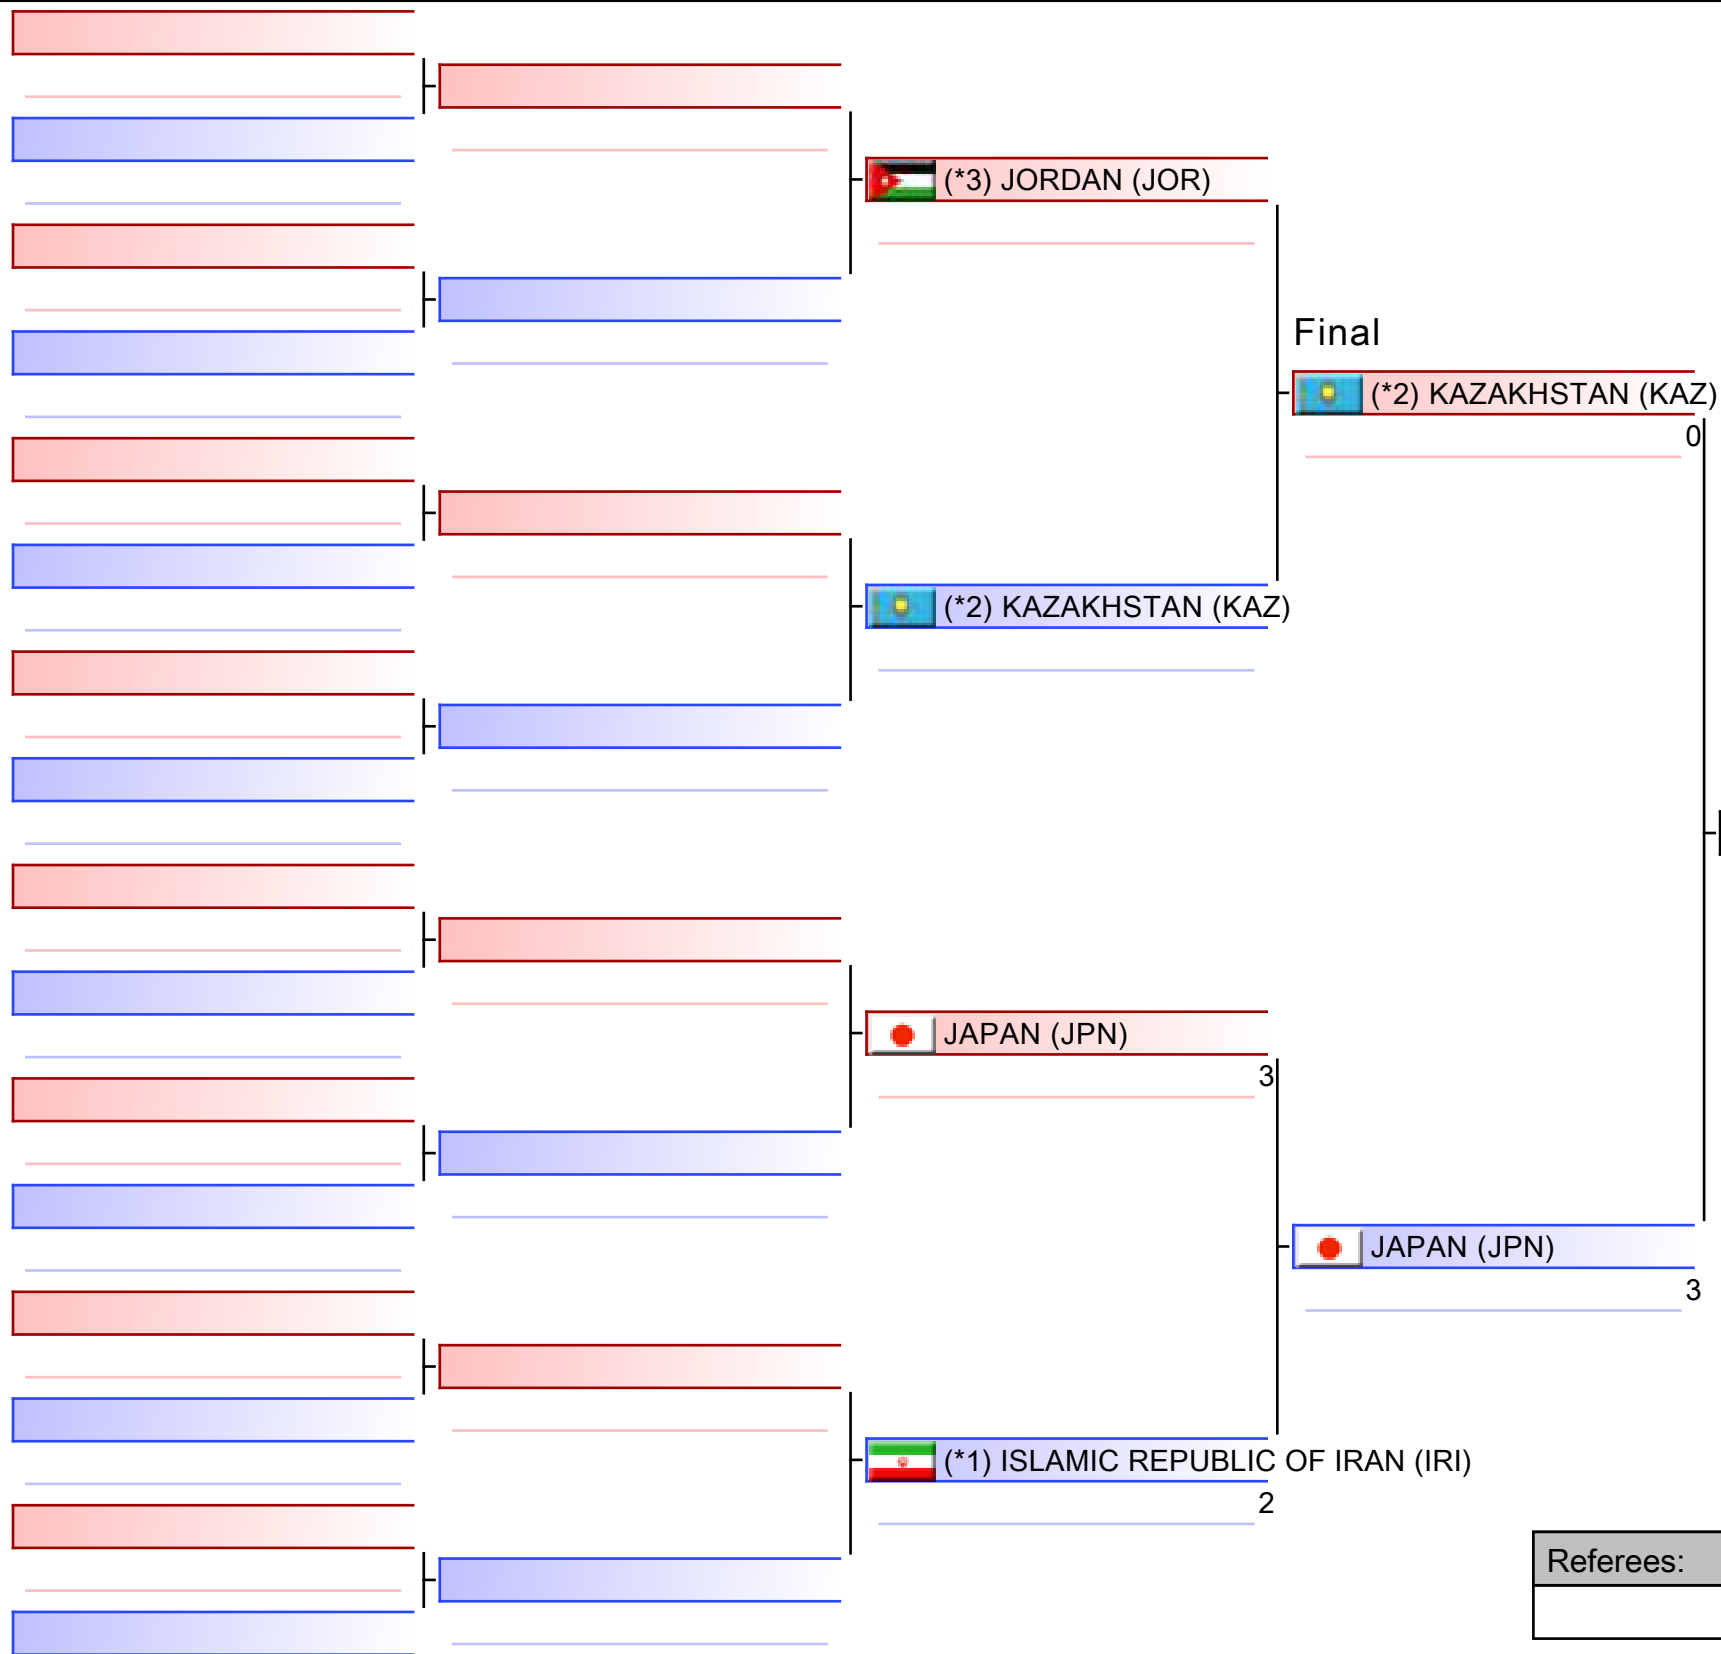 (*3) JORDAN (JOR)
Final
(*2) KAZAKHSTAN (KAZ)
0
(*2) KAZAKHSTAN (KAZ)
JAPAN (JPN)
3
JAPAN (JPN)
3
(*1) ISLAMIC REPUBLIC OF IRAN (IRI)
2
Referees: